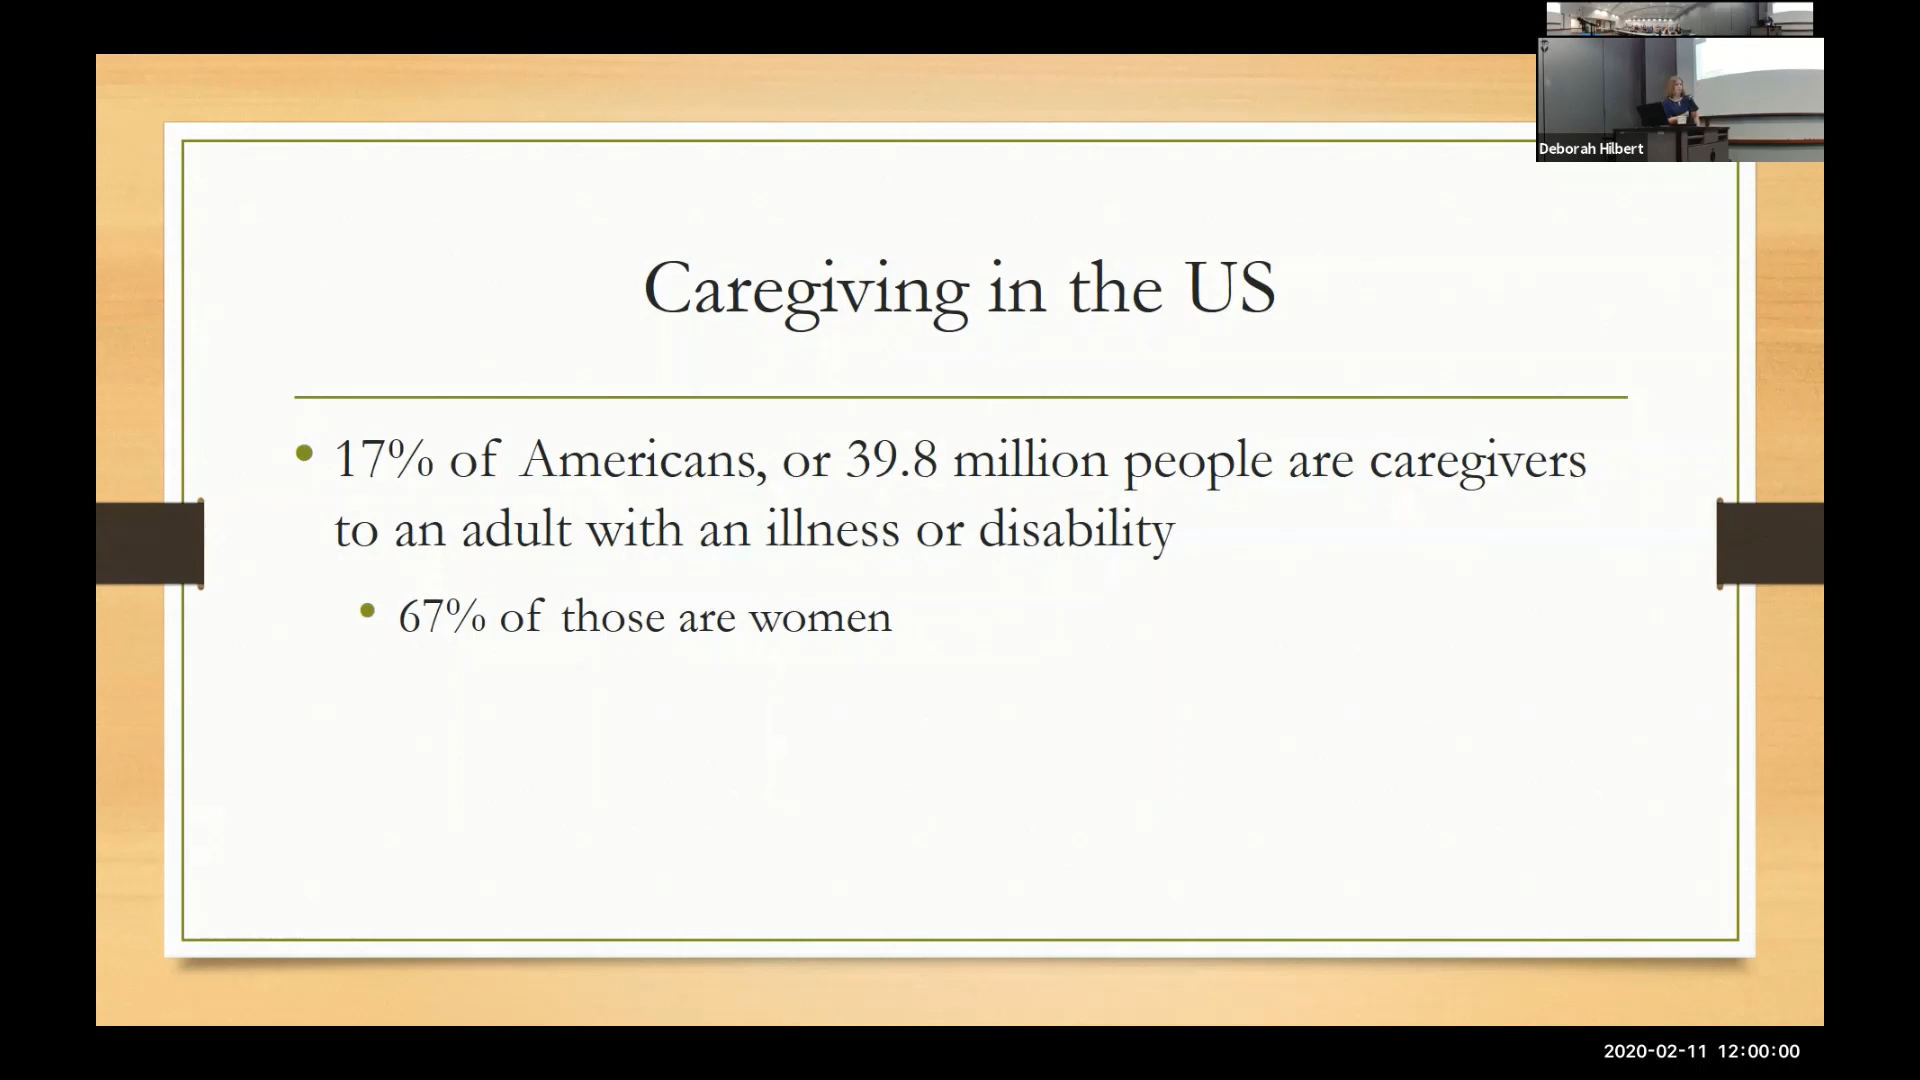 Deborah Hilbert
Caregiving in the US
17% of Americans, or 39.8 million people are caregivers
to an adult with an illness or disability
67% of those are women
2020-02-11 12:00:00